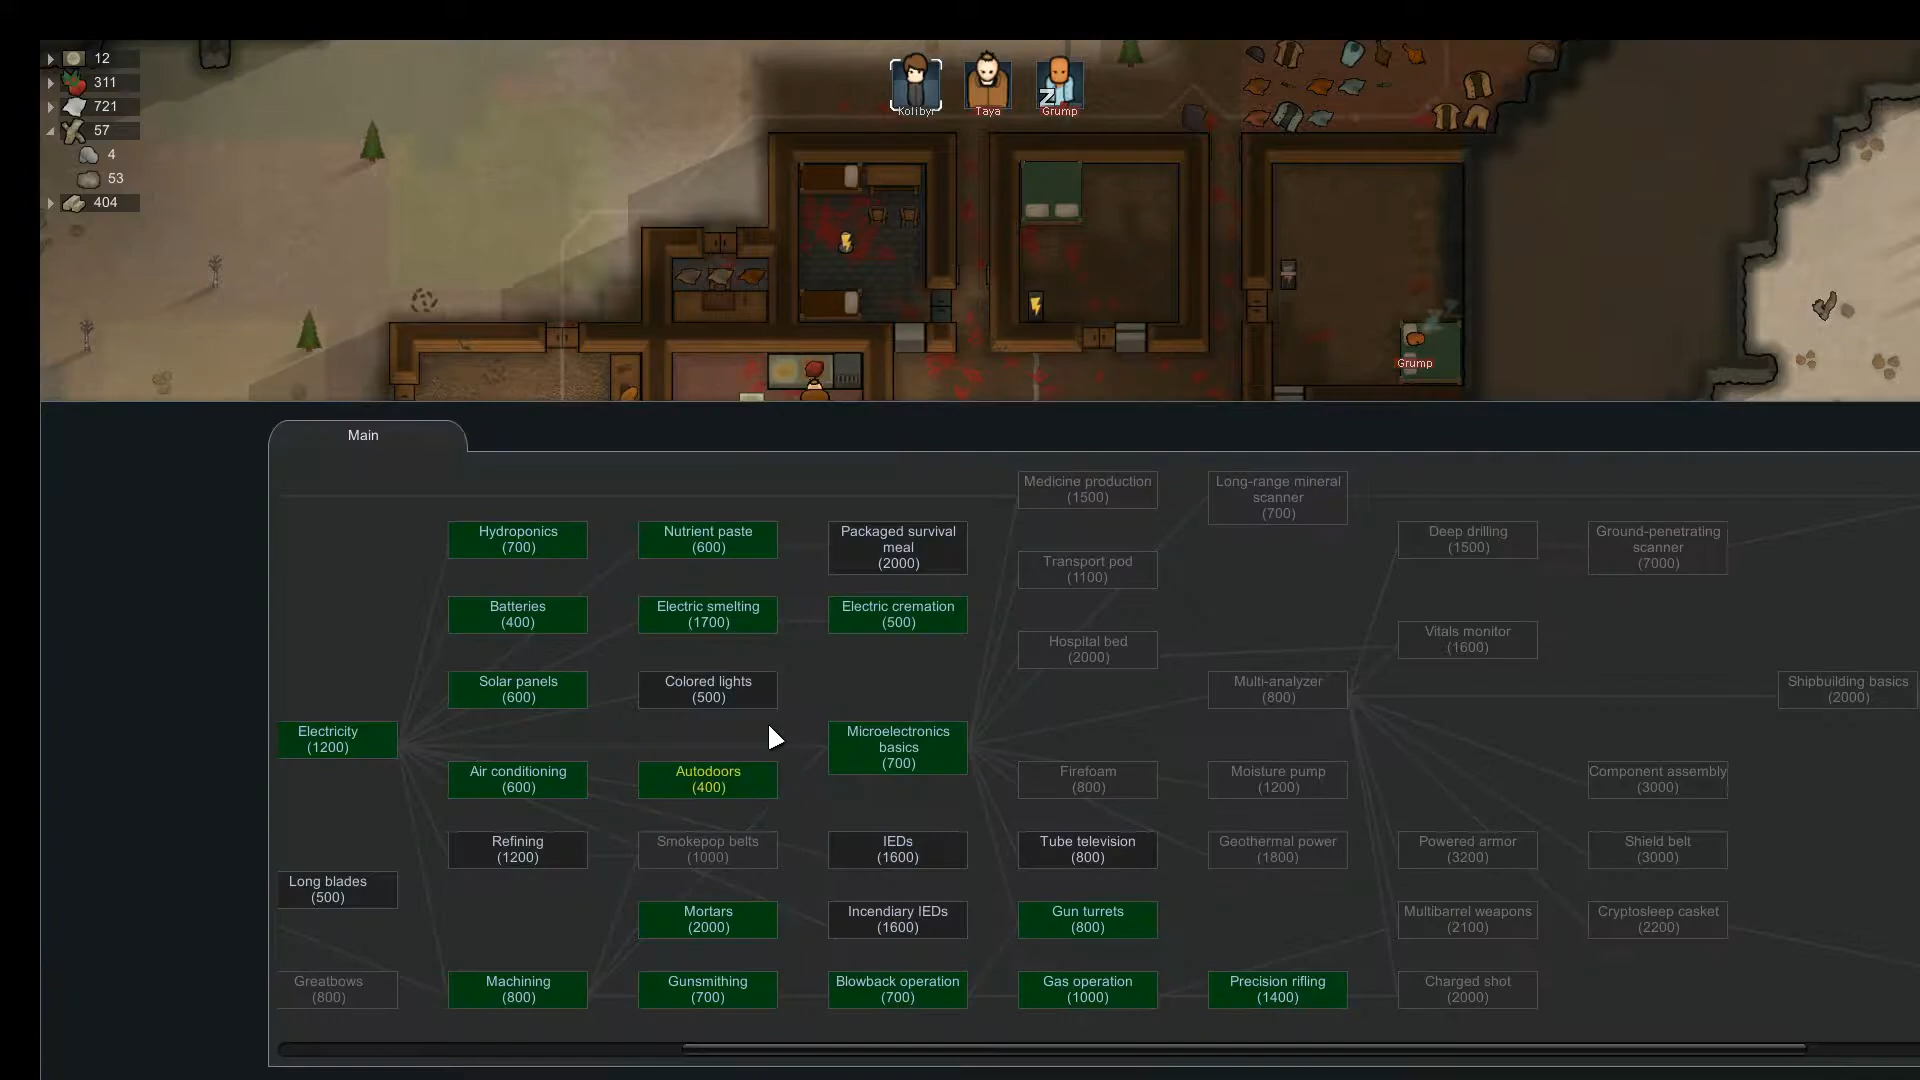 12
311
721
57
4
53
404
Kolibyr
Taya
Z
Grump
Grump
Main
Medicine production
(1500)
Long-range mineral
scanner
(700)
Hydroponics
(700)
Nutrient paste
(600)
Packaged survival
meal
(2000)
Transport pod
(1100)
Deep drilling
(1500)
Ground-penetrating
scanner
(7000)
Batteries
(400)
Electric smelting
(1700)
Electric cremation
(500)
Hospital bed
(2000)
Vitals monitor
(1600)
Solar panels
(600)
Colored lights
(500)
Multi-analyzer
(800)
Shipbuilding basics
(2000)
Electricity
(1200)
Microelectronics
basics
(700)
Air conditioning
(600)
Autodoors
(400)
Firefoam
(800)
Moisture pump
(1200)
Component assembly
(3000)
Refining
(1200)
Smokepop belts
(1000)
IEDs
(1600)
Tube television
(800)
Geothermal power
(1800)
Powered armor
(3200)
Shield belt
(3000)
Long blades
(500)
Mortars
(2000)
Incendiary IEDs
(1600)
Gun turrets
(800)
Multibarrel weapons
(2100)
Cryptosleep casket
(2200)
Greatbows
(800)
Machining
(800)
Gunsmithing
(700)
Blowback operation
(700)
Gas operation
(1000)
Precision rifling
(1400)
Charged shot
(2000)